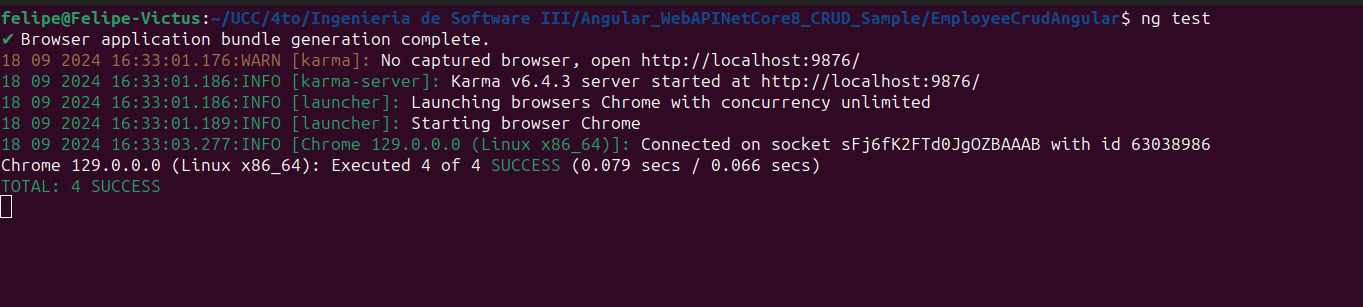 felipe@Felipe-Victus:~/UCC/4to/Ingenieria de Software III/Angular_WebAPINetCore8_CRUD_Sample/EmployeeCrudAngular$ ng test
✔ Browser application bundle generation complete.
18 09 2024 16:33:01.176:WARN [karma]: No captured browser, open http://localhost:9876/
18 09 2024 16:33:01.186:INFO [karma-server]: Karma v6.4.3 server started at http://localhost:9876/
18 09 2024 16:33:01.186:INFO [launcher]: Launching browsers Chrome with concurrency unlimited
18 09 2024 16:33:01.189:INFO [launcher]: Starting browser Chrome
18 09 2024 16:33:03.277:INFO [Chrome 129.0.0.0 (Linux x86_64)]: Connected on socket sFj6fK2FTd0JgOZBAAAB with id 63038986
Chrome 129.0.0.0 (Linux x86_64): Executed 4 of 4 SUCCESS (0.079 secs / 0.066 secs)
TOTAL: 4 SUCCESS